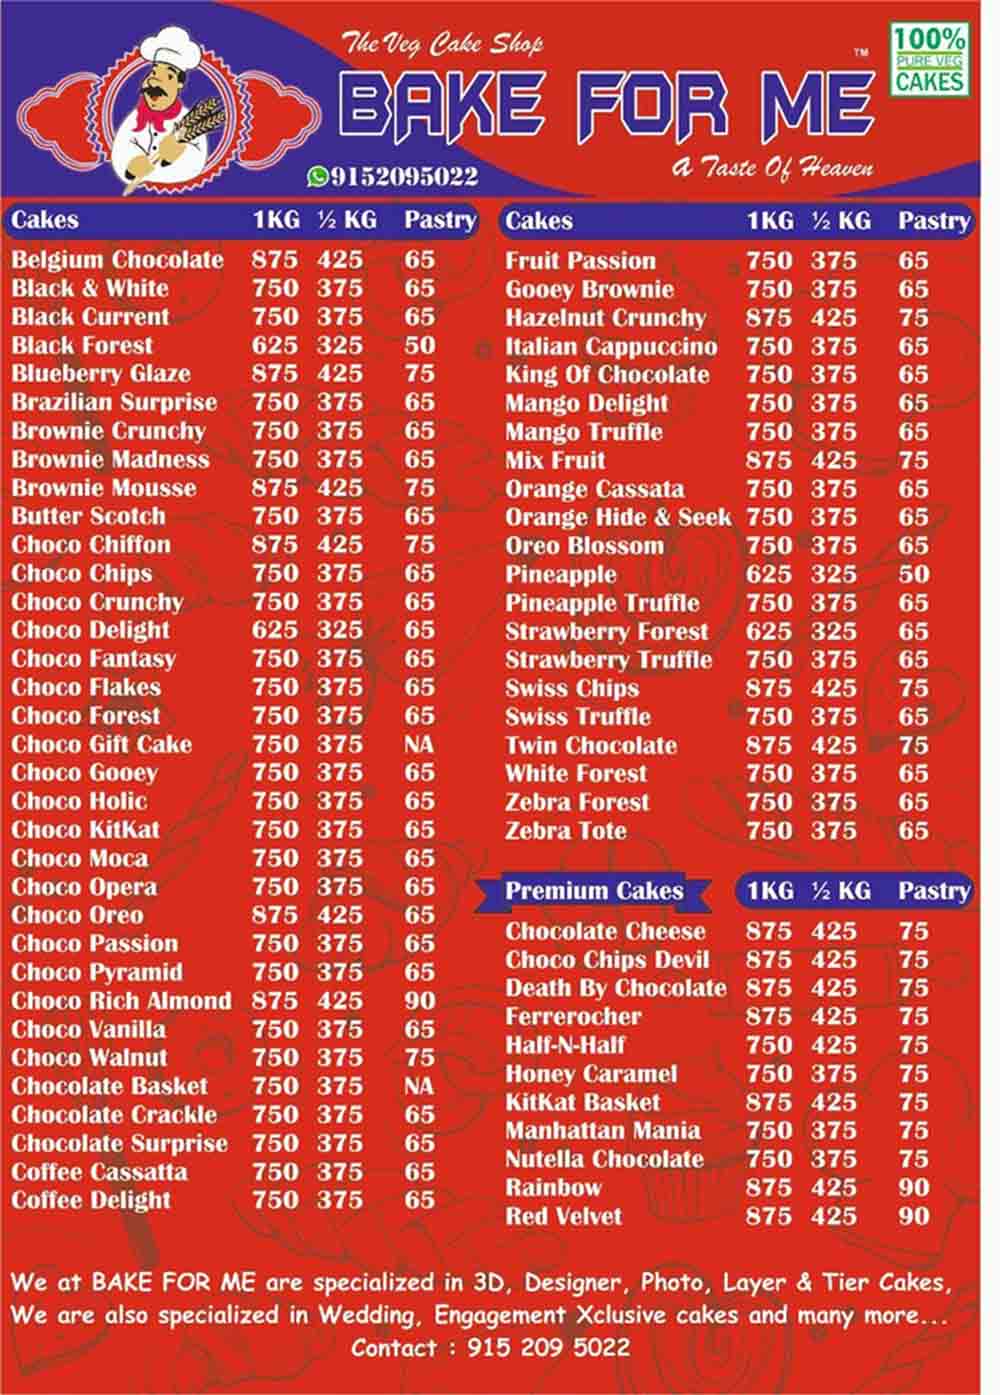 The Veg Cake Shop
BAKE FOR ME
TM
100%
PURE VEG
CAKES
A Taste Of Heaven
9152095022
Cakes 1KG ½ KG Pastry
Belgium Chocolate 875 425 65
Black & White 750 375 65
Black Current 750 375 65
Black Forest 625 325 50
Blueberry Glaze 875 425 75
Brazilian Surprise 750 375 65
Brownie Crunchy 750 375 65
Brownie Madness 750 375 65
Brownie Mousse 875 425 75
Butter Scotch 750 375 65
Choco Chiffon 875 425 75
Choco Chips 750 375 65
Choco Crunchy 750 375 65
Choco Delight 625 325 65
Choco Fantasy 750 375 65
Choco Flakes 750 375 65
Choco Forest 750 375 65
Choco Gift Cake 750 375 NA
Choco Gooey 750 375 65
Choco Holic 750 375 65
Choco KitKat 750 375 65
Choco Moca 750 375 65
Choco Opera 750 375 65
Choco Oreo 875 425 65
Choco Passion 750 375 65
Choco Pyramid 750 375 65
Choco Rich Almond 875 425 90
Choco Vanilla 750 375 65
Choco Walnut 750 375 75
Chocolate Basket 750 375 NA
Chocolate Crackle 750 375 65
Chocolate Surprise 750 375 65
Coffee Cassatta 750 375 65
Coffee Delight 750 375 65
Cakes 1KG ½ KG Pastry
Fruit Passion 750 375 65
Gooey Brownie 750 375 65
Hazelnut Crunchy 875 425 75
Italian Cappuccino 750 375 65
King Of Chocolate 750 375 65
Mango Delight 750 375 65
Mango Truffle 750 375 65
Mix Fruit 875 425 75
Orange Cassata 750 375 65
Orange Hide & Seek 750 375 65
Oreo Blossom 750 375 65
Pineapple 625 325 50
Pineapple Truffle 750 375 65
Strawberry Forest 625 325 65
Strawberry Truffle 750 375 65
Swiss Chips 875 425 75
Swiss Truffle 750 375 65
Twin Chocolate 875 425 75
White Forest 750 375 65
Zebra Forest 750 375 65
Zebra Tote 750 375 65
Premium Cakes 1KG ½ KG Pastry
Chocolate Cheese 875 425 75
Choco Chips Devil 875 425 75
Death By Chocolate 875 425 75
Ferrerocher 875 425 75
Half-N-Half 750 425 75
Honey Caramel 750 375 75
KitKat Basket 875 425 75
Manhattan Mania 750 375 75
Nutella Chocolate 750 375 75
Rainbow 875 425 90
Red Velvet 875 425 90
We at BAKE FOR ME are specialized in 3D, Designer, Photo, Layer & Tier Cakes,
We are also specialized in Wedding, Engagement Xclusive cakes and many more...
Contact : 915 209 5022